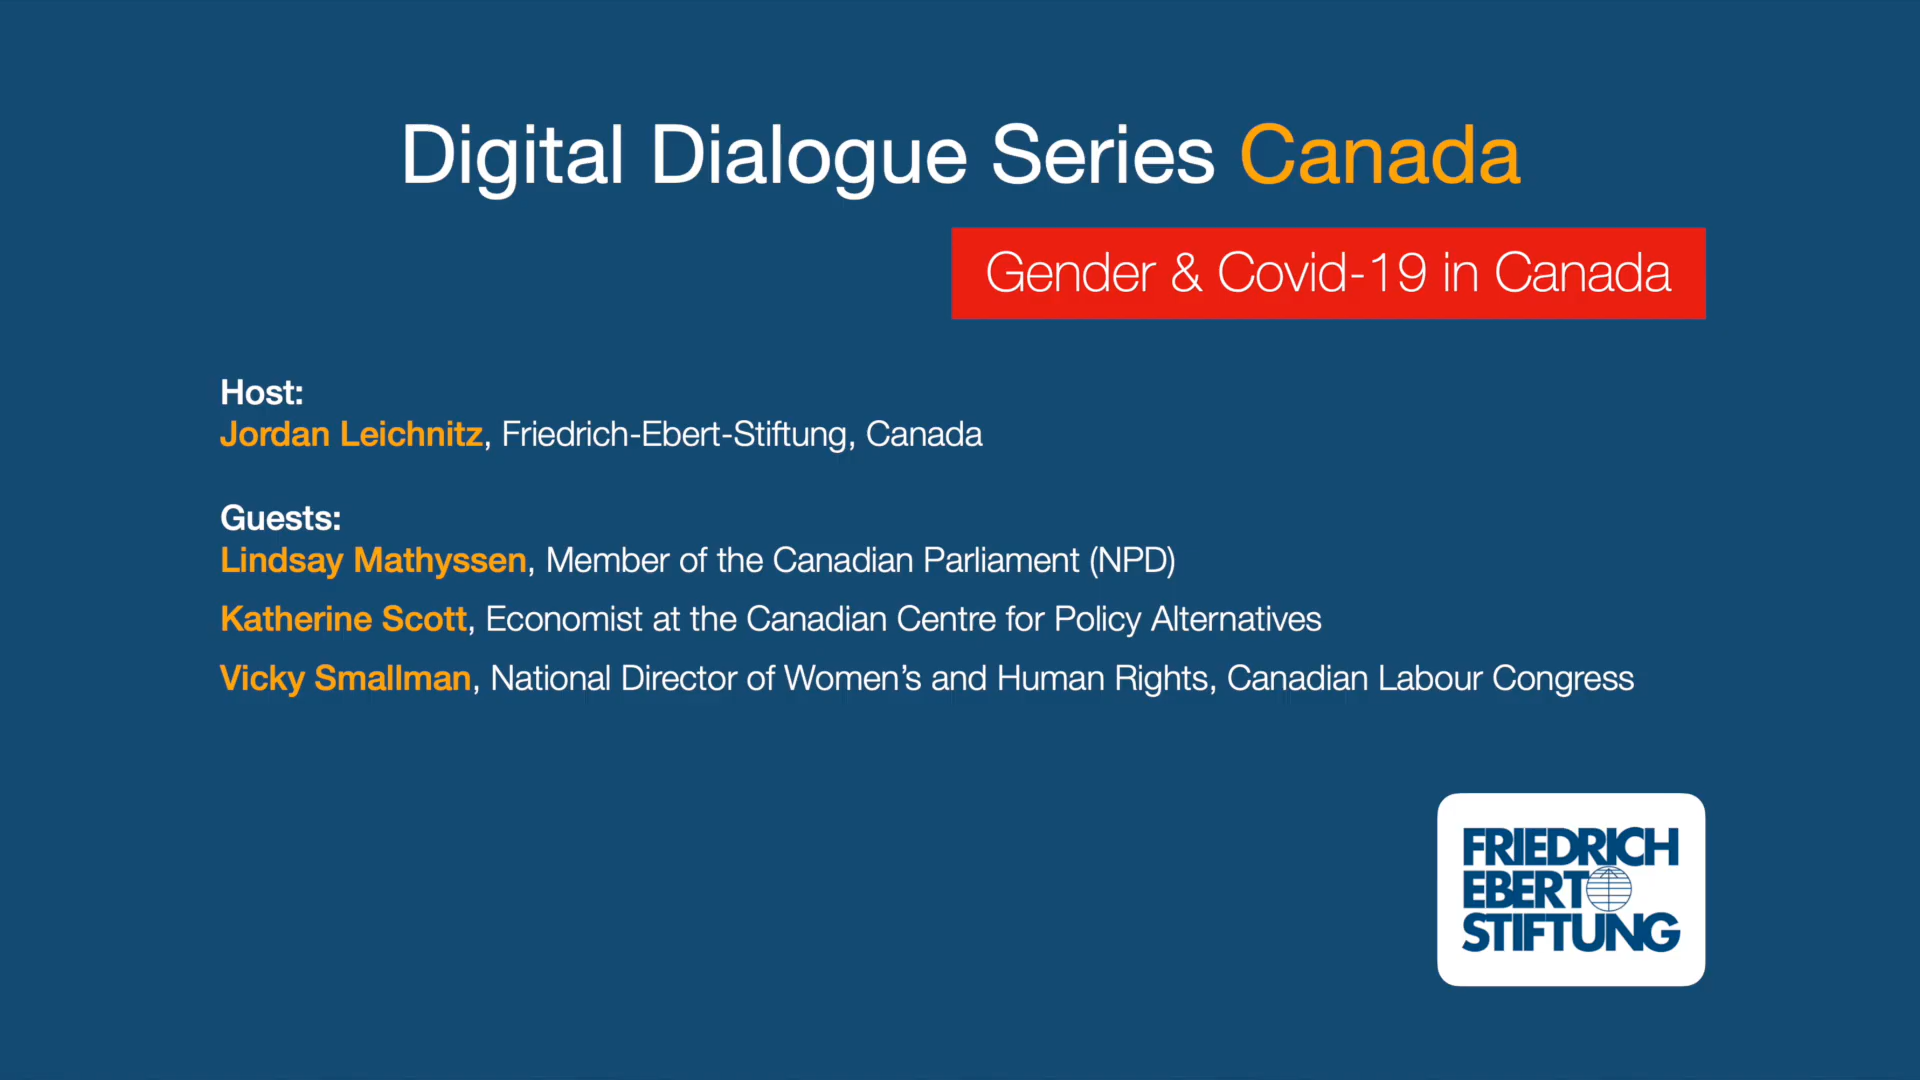 Digital Dialogue Series Canada
Gender & Covid-19 in Canada
Host:
Jordan Leichnitz, Friedrich-Ebert-Stiftung, Canada
Guests:
Lindsay Mathyssen, Member of the Canadian Parliament (NPD)
Katherine Scott, Economist at the Canadian Centre for Policy Alternatives
Vicky Smallman, National Director of Women’s and Human Rights, Canadian Labour Congress
FRIEDRICH
EBERT
STIFTUNG